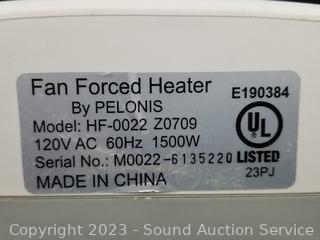 Fan Forced Heater
By PELONIS
Model: HF-0022 Z0709
120V AC 60Hz 1500W
Serial No.: M0022-6135220
MADE IN CHINA
E190384
UL
LISTED
23PJ
Copyright 2023 - Sound Auction Service